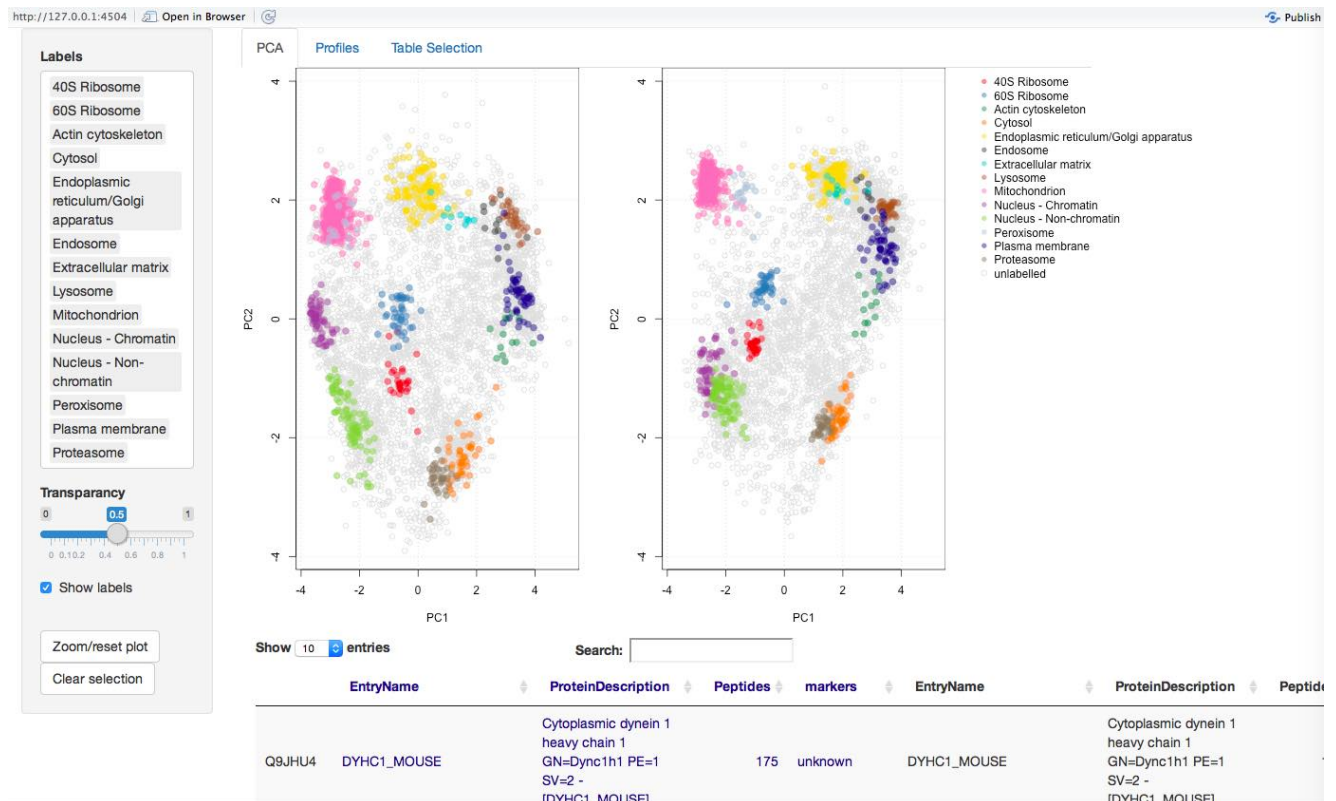 http://127.0.0.1:4504 Open in Browser Publish
Labels
40S Ribosome
60S Ribosome
Actin cytoskeleton
Cytosol
Endoplasmic
reticulum/Golgi
apparatus
Endosome
Extracellular matrix
Lysosome
Mitochondrion
Nucleus - Chromatin
Nucleus - Non-
chromatin
Peroxisome
Plasma membrane
Proteasome
Transparancy
0 0.5 1
0 0.10.2 0.4 0.6 0.8 1
Show labels
Zoom/reset plot
Clear selection
PCA Profiles Table Selection
4
2
0
-2
-4
PC2
-4 -2 0 2 4
PC1
4
2
0
-2
-4
PC2
-4 -2 0 2 4
PC1
40S Ribosome
60S Ribosome
Actin cytoskeleton
Cytosol
Endoplasmic reticulum/Golgi apparatus
Endosome
Extracellular matrix
Lysosome
Mitochondrion
Nucleus - Chromatin
Nucleus - Non-chromatin
Peroxisome
Plasma membrane
Proteasome
unlabelled
Show 10 entries Search:
EntryName ProteinDescription Peptides markers EntryName ProteinDescription Peptide
Q9JHU4 DYHC1_MOUSE
Cytoplasmic dynein 1
heavy chain 1
GN=Dync1h1 PE=1
SV=2 -
[DYHC1_MOUSE]
175 unknown DYHC1_MOUSE
Cytoplasmic dynein 1
heavy chain 1
GN=Dync1h1 PE=1
SV=2 -
[DYHC1_MOUSE]